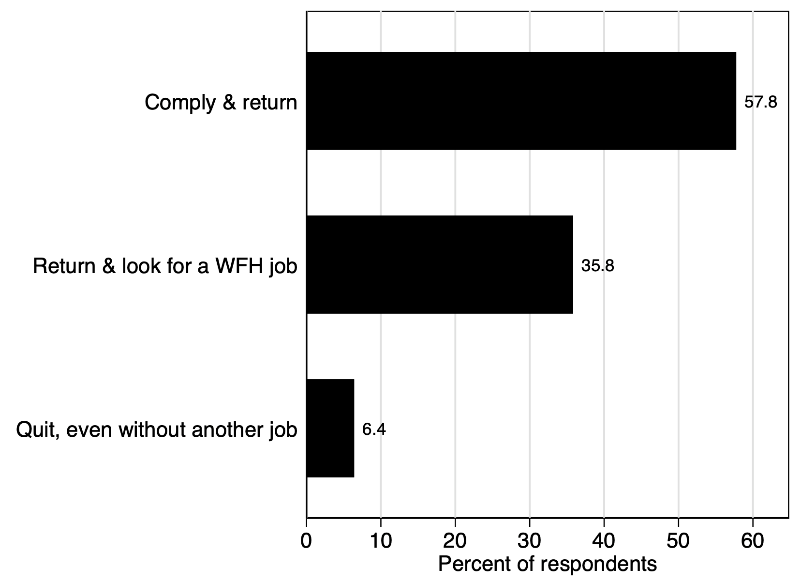 Comply & return
57.8
Return & look for a WFH job
35.8
Quit, even without another job
6.4
0 10 20 30 40 50 60
Percent of respondents